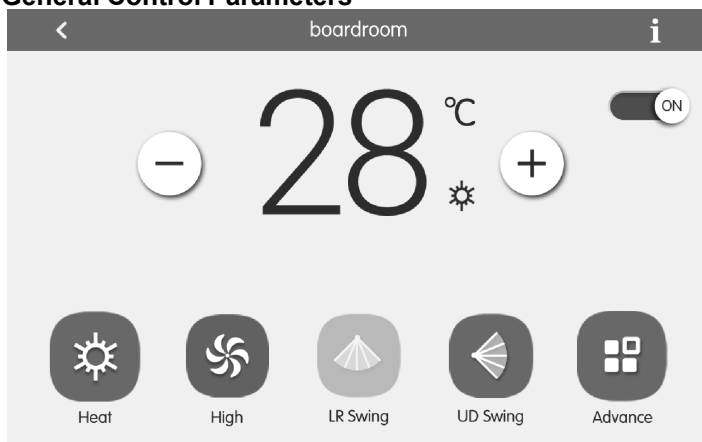 General Control Parameters
< boardroom i
28 °C ON
− +
Heat High LR Swing UD Swing Advance